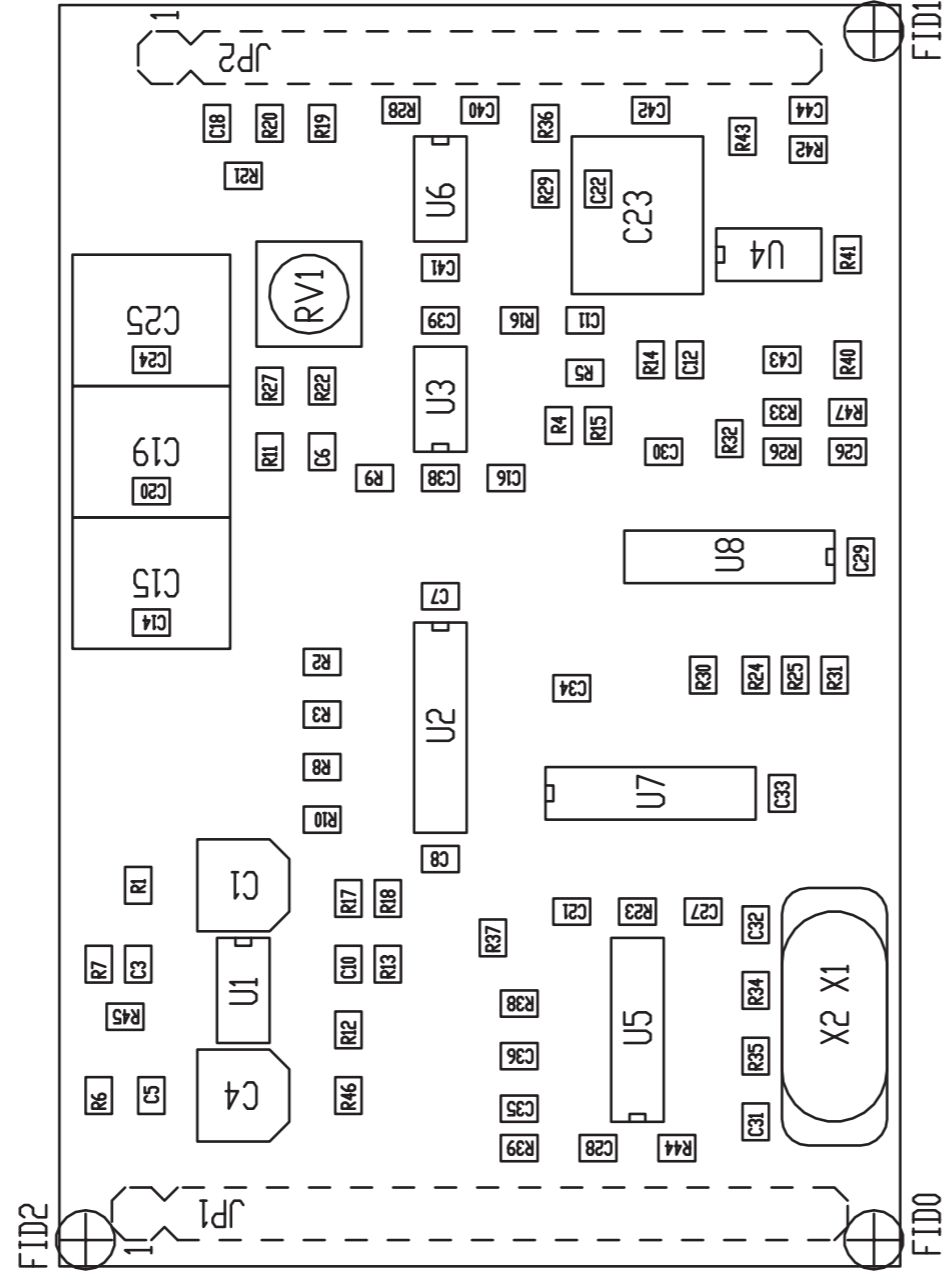 1
FID1
JP2
C18
R20
R19
R28
C40
R36
C42
R43
C44
R42
R21
U6
R29
C22
C23
U4
R41
C41
RV1
C25
C24
C39
R16
C11
R14
C12
C43
R40
R27
R22
U3
R5
R33
R47
R4
R15
R32
C19
C20
R11
C6
R9
C38
C16
C30
R26
C26
U8
C29
C15
C14
C7
R2
R3
R8
R10
U2
C34
R30
R24
R25
R31
U7
C33
C8
R1
C1
R17
R18
C21
R23
C27
C32
R37
R7
C3
U1
C10
R13
R34
X1
R45
R12
R38
U5
X2
C36
R35
R6
C5
C4
R46
C35
C31
R39
C28
R44
FID2
1
JP1
FID0